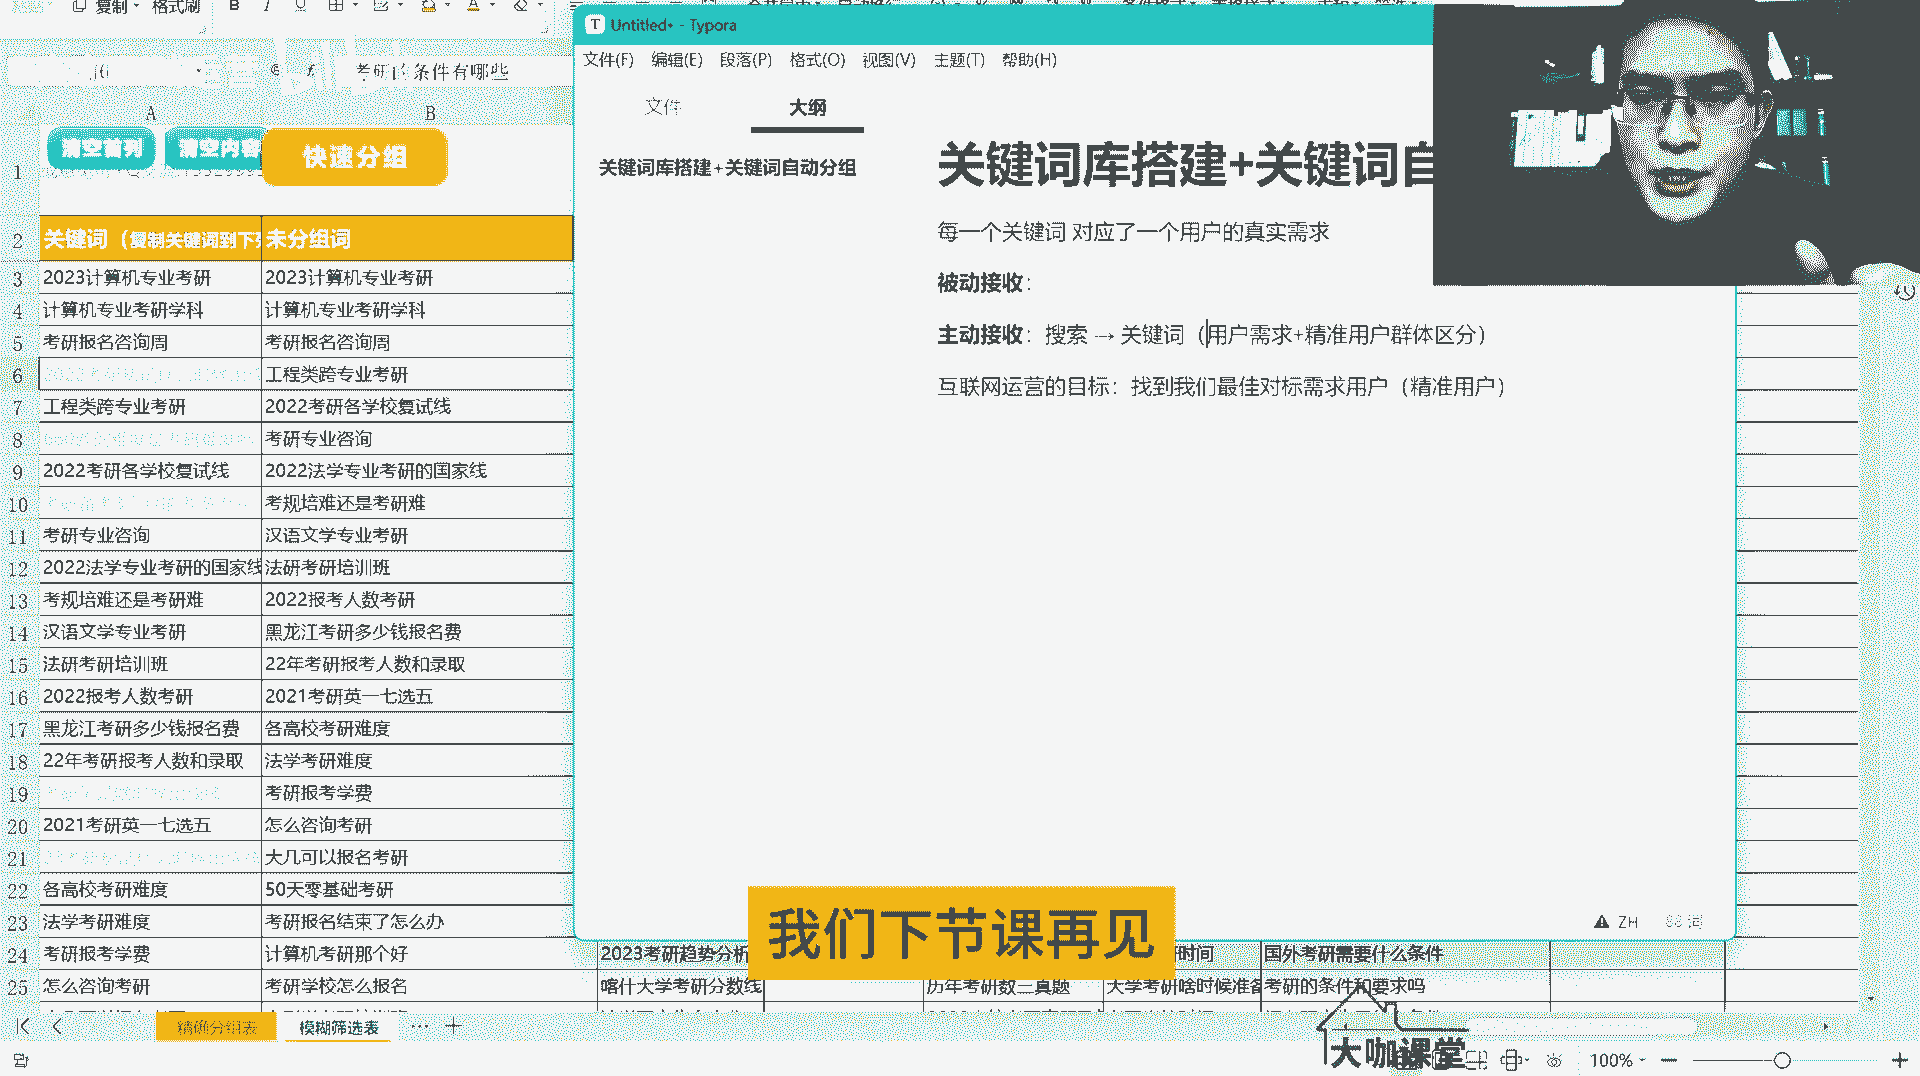 复制
格式刷
B
Untitled• - Typora
文件(F) 编辑(E) 段落(P) 格式(O) 视图(V) 主题(T) 帮助(H)
考研的条件有哪些
文件 大纲
A B
清空首列 清空内容 快速分组
1
关键词库搭建+关键词自动分组
关键词库搭建+关键词自
每一个关键词 对应了一个用户的真实需求
被动接收：
主动接收：搜索 → 关键词（用户需求+精准用户群体区分）
互联网运营的目标：找到我们最佳对标需求用户（精准用户）
2 关键词（复制关键词到下列 未分组词
3 2023计算机专业考研 2023计算机专业考研
4 计算机专业考研学科 计算机专业考研学科
5 考研报名咨询周 考研报名咨询周
6 工程类跨专业考研
7 工程类跨专业考研 2022考研各学校复试线
8 考研专业咨询
9 2022考研各学校复试线 2022法学专业考研的国家线
10 考规培难还是考研难
11 考研专业咨询 汉语文学专业考研
12 2022法学专业考研的国家线 法研考研培训班
13 考规培难还是考研难 2022报考人数考研
14 汉语文学专业考研 黑龙江考研多少钱报名费
15 法研考研培训班 22年考研报考人数和录取
16 2022报考人数考研 2021考研英一七选五
17 黑龙江考研多少钱报名费 各高校考研难度
18 22年考研报考人数和录取 法学考研难度
19 考研报考学费
20 2021考研英一七选五 怎么咨询考研
21 大几可以报名考研
22 各高校考研难度 50天零基础考研
23 法学考研难度 考研报名结束了怎么办
24 考研报考学费 计算机考研那个好 2023考研趋势分析 时间 国外考研需要什么条件
25 怎么咨询考研 考研学校怎么报名 喀什大学考研分数线 历年考研数三真题 大学考研啥时候准备 考研的条件和要求吗
ZH
我们下节课再见
精确分组表 模糊筛选表
大咖课堂
100%